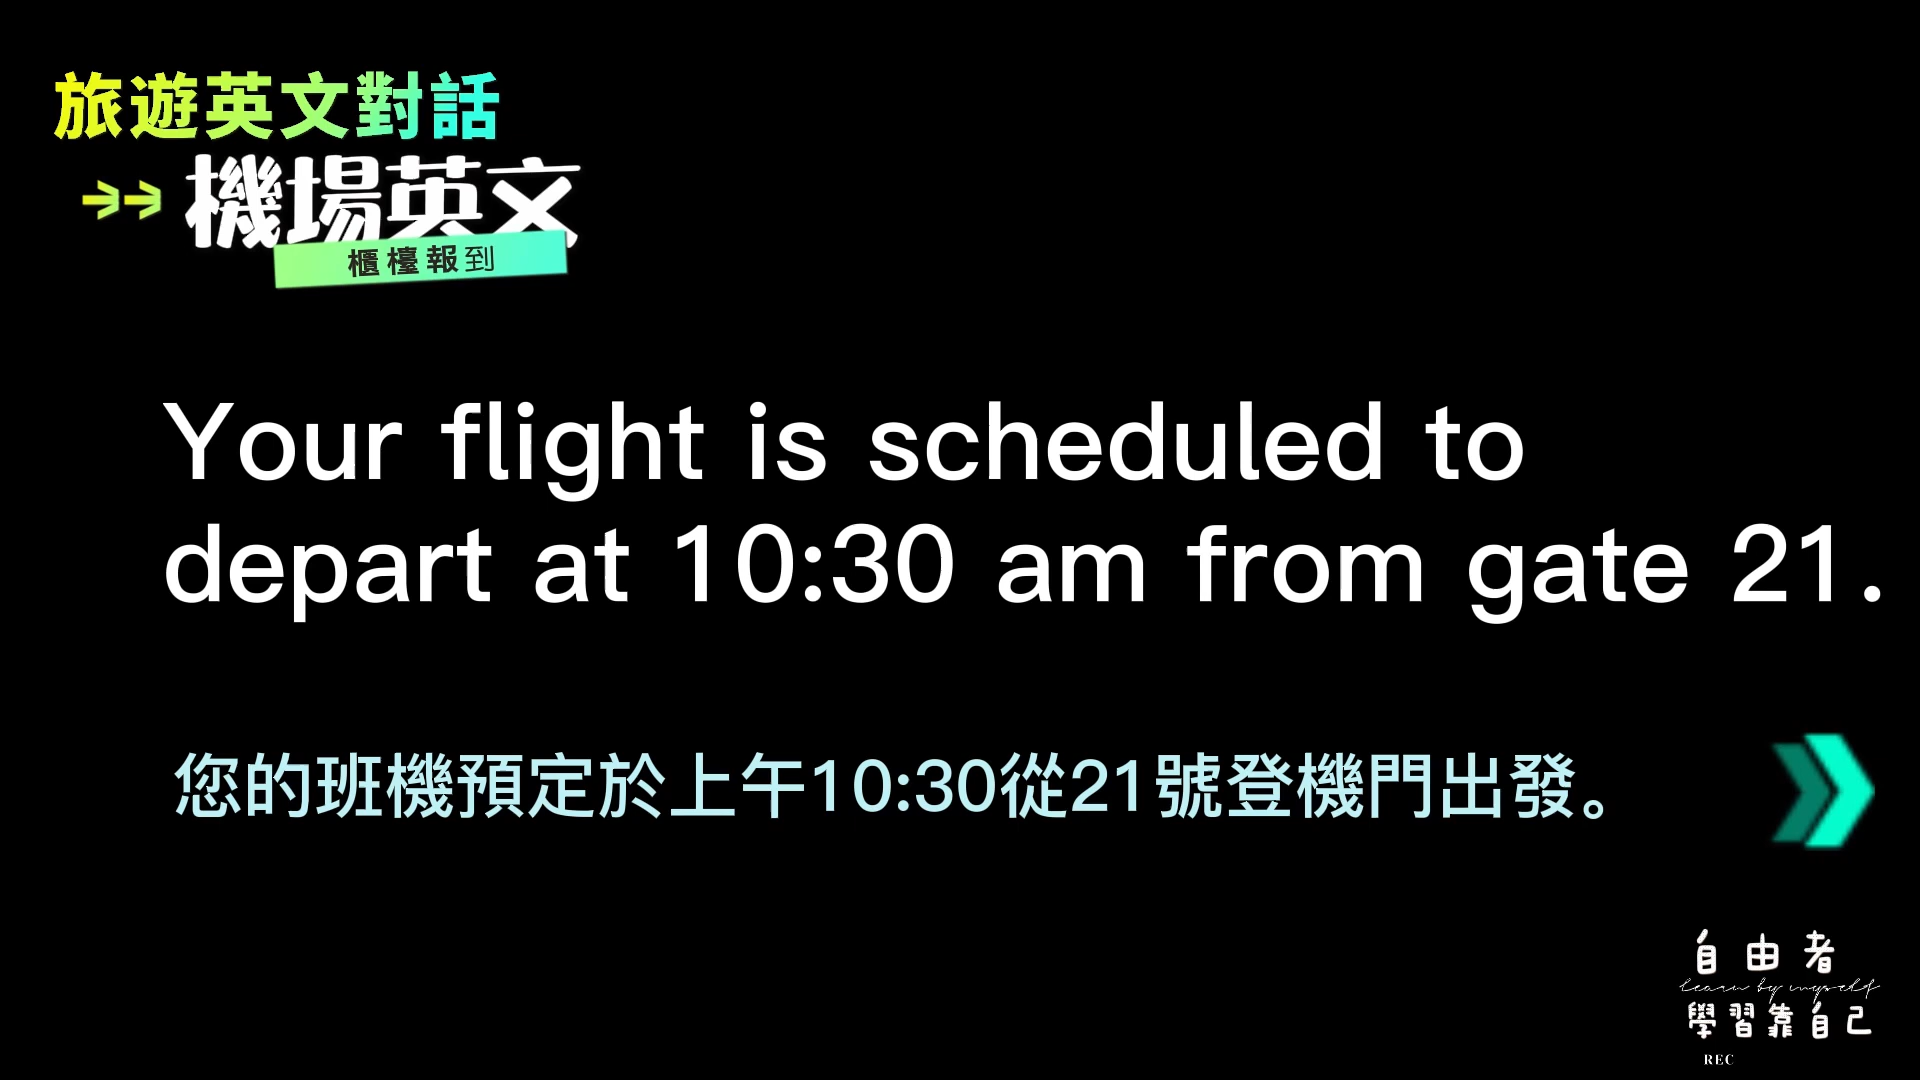 旅遊英文對話
機場英文
櫃檯報到
Your flight is scheduled to
depart at 10:30 am from gate 21.
您的班機預定於上午10:30從21號登機門出發。
自由者
learn by myself
學習靠自己
REC